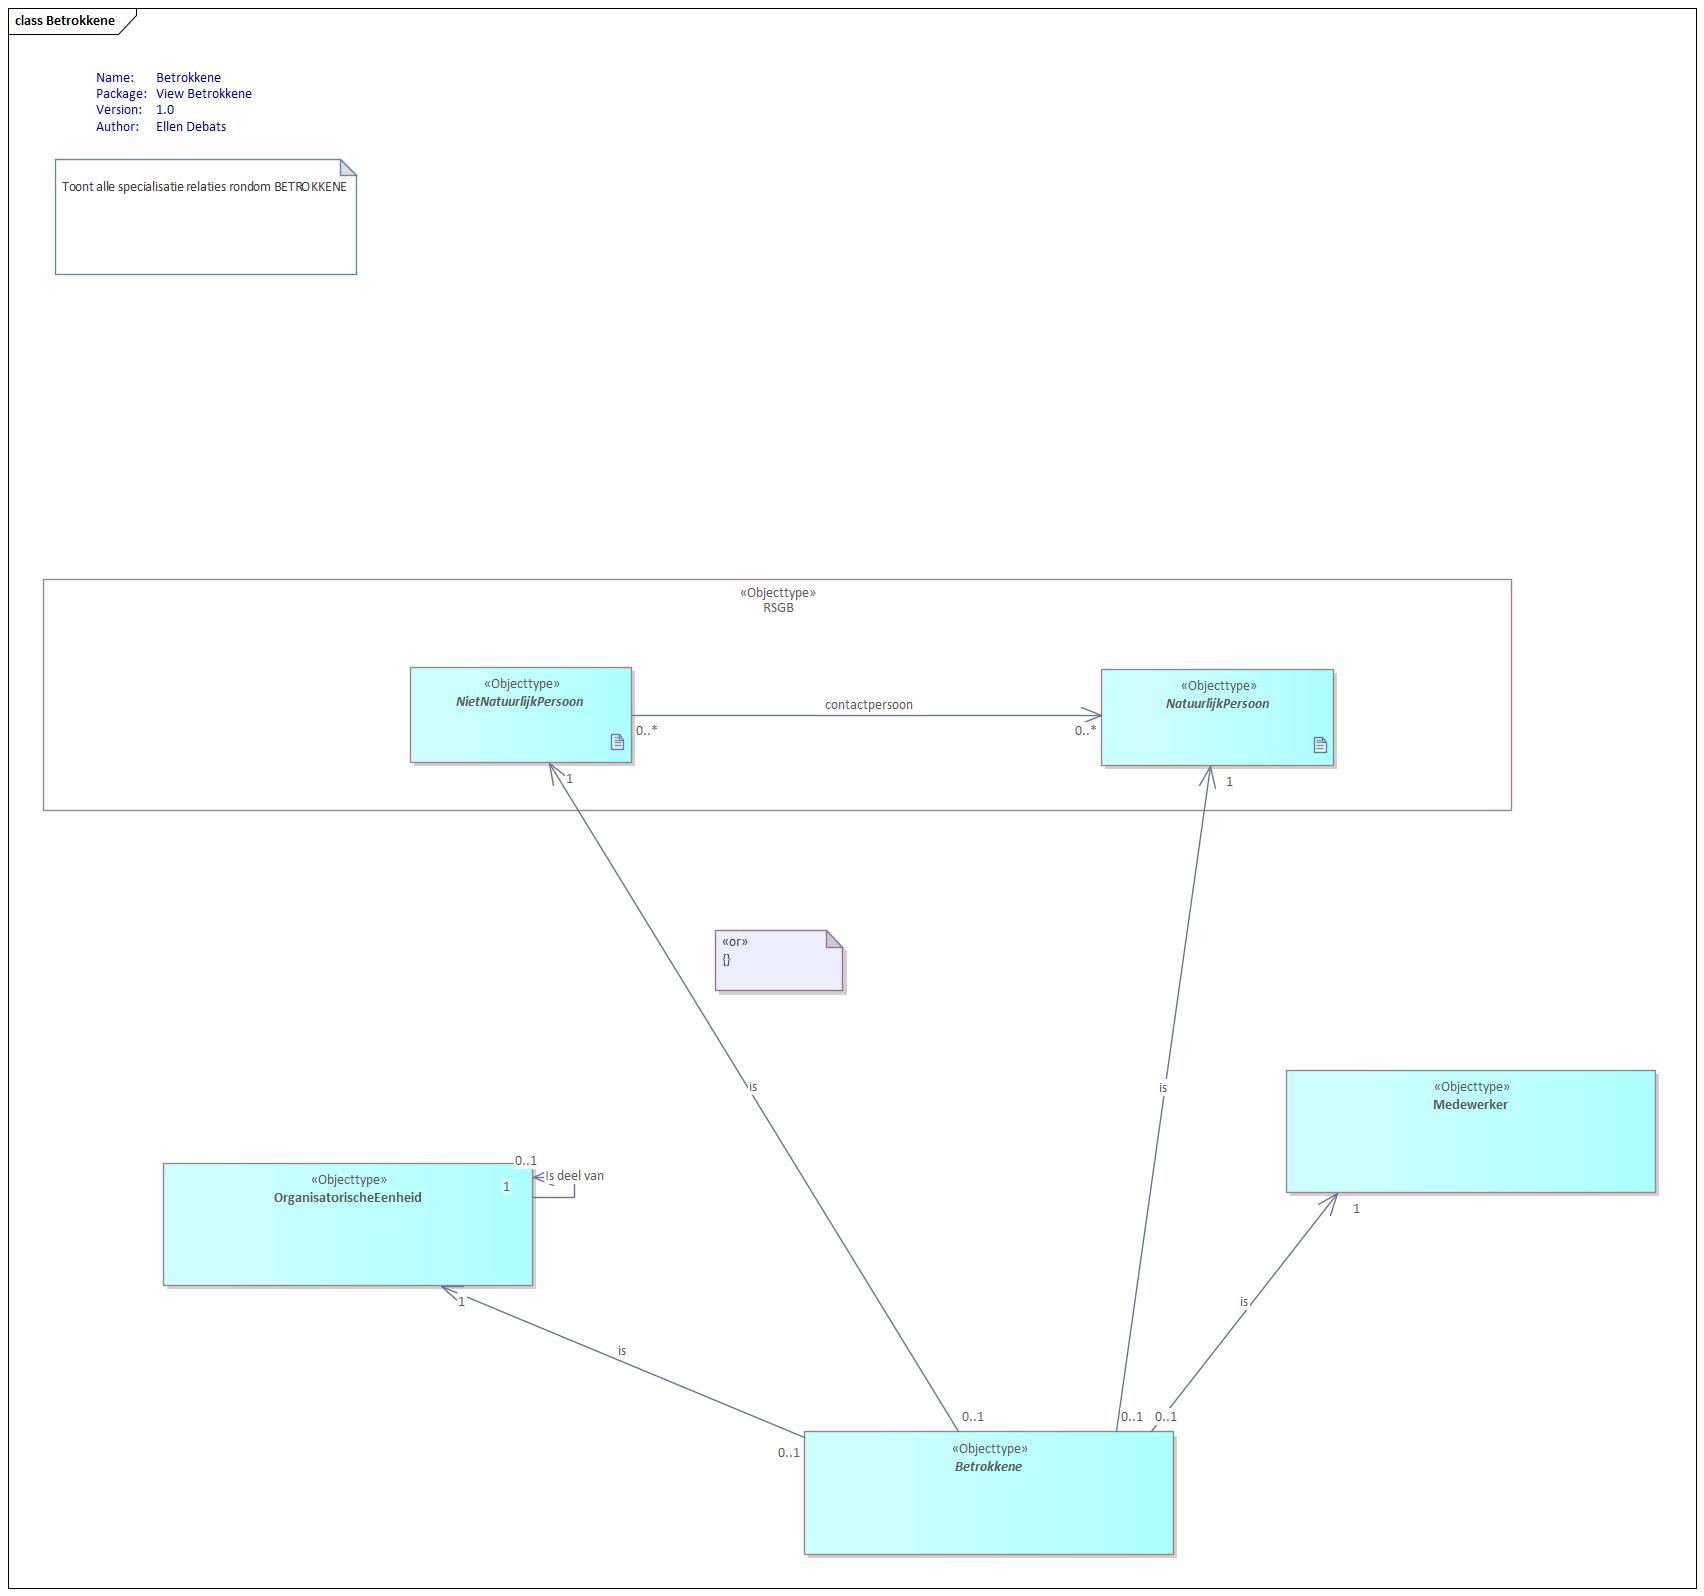 class Betrokkene
Name: Betrokkene
Package: View Betrokkene
Version: 1.0
Author: Ellen Debats
Toont alle specialisatie relaties rondom BETROKKENE
«Objecttype»
RSGB
«Objecttype»
NietNatuurlijkPersoon
contactpersoon
0..*
0..*
«Objecttype»
NatuurlijkPersoon
1
1
«or»
{}
is
is
«Objecttype»
Medewerker
1
«Objecttype»
OrganisatorischeEenheid
0..1
Is deel van
1
1
is
is
0..1
0..1
0..1
0..1
«Objecttype»
Betrokkene